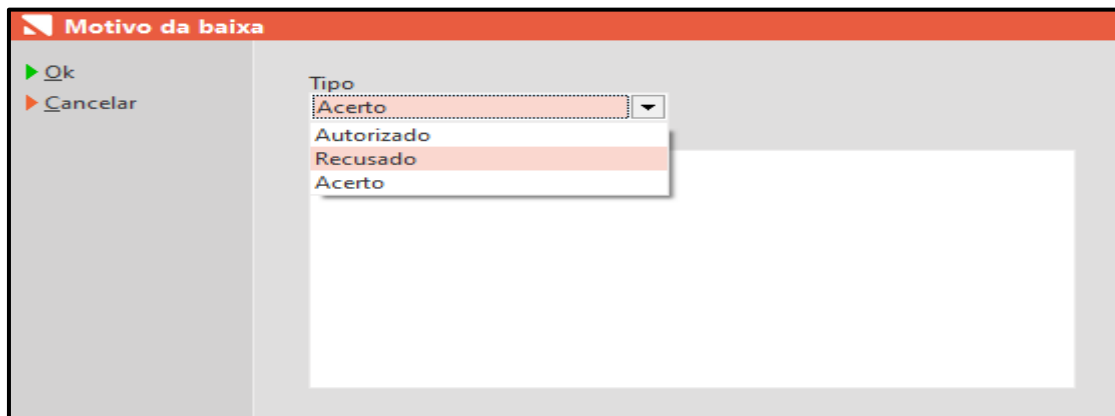 Motivo da baixa
Ok
Cancelar
Tipo
Acerto
Autorizado
Recusado
Acerto